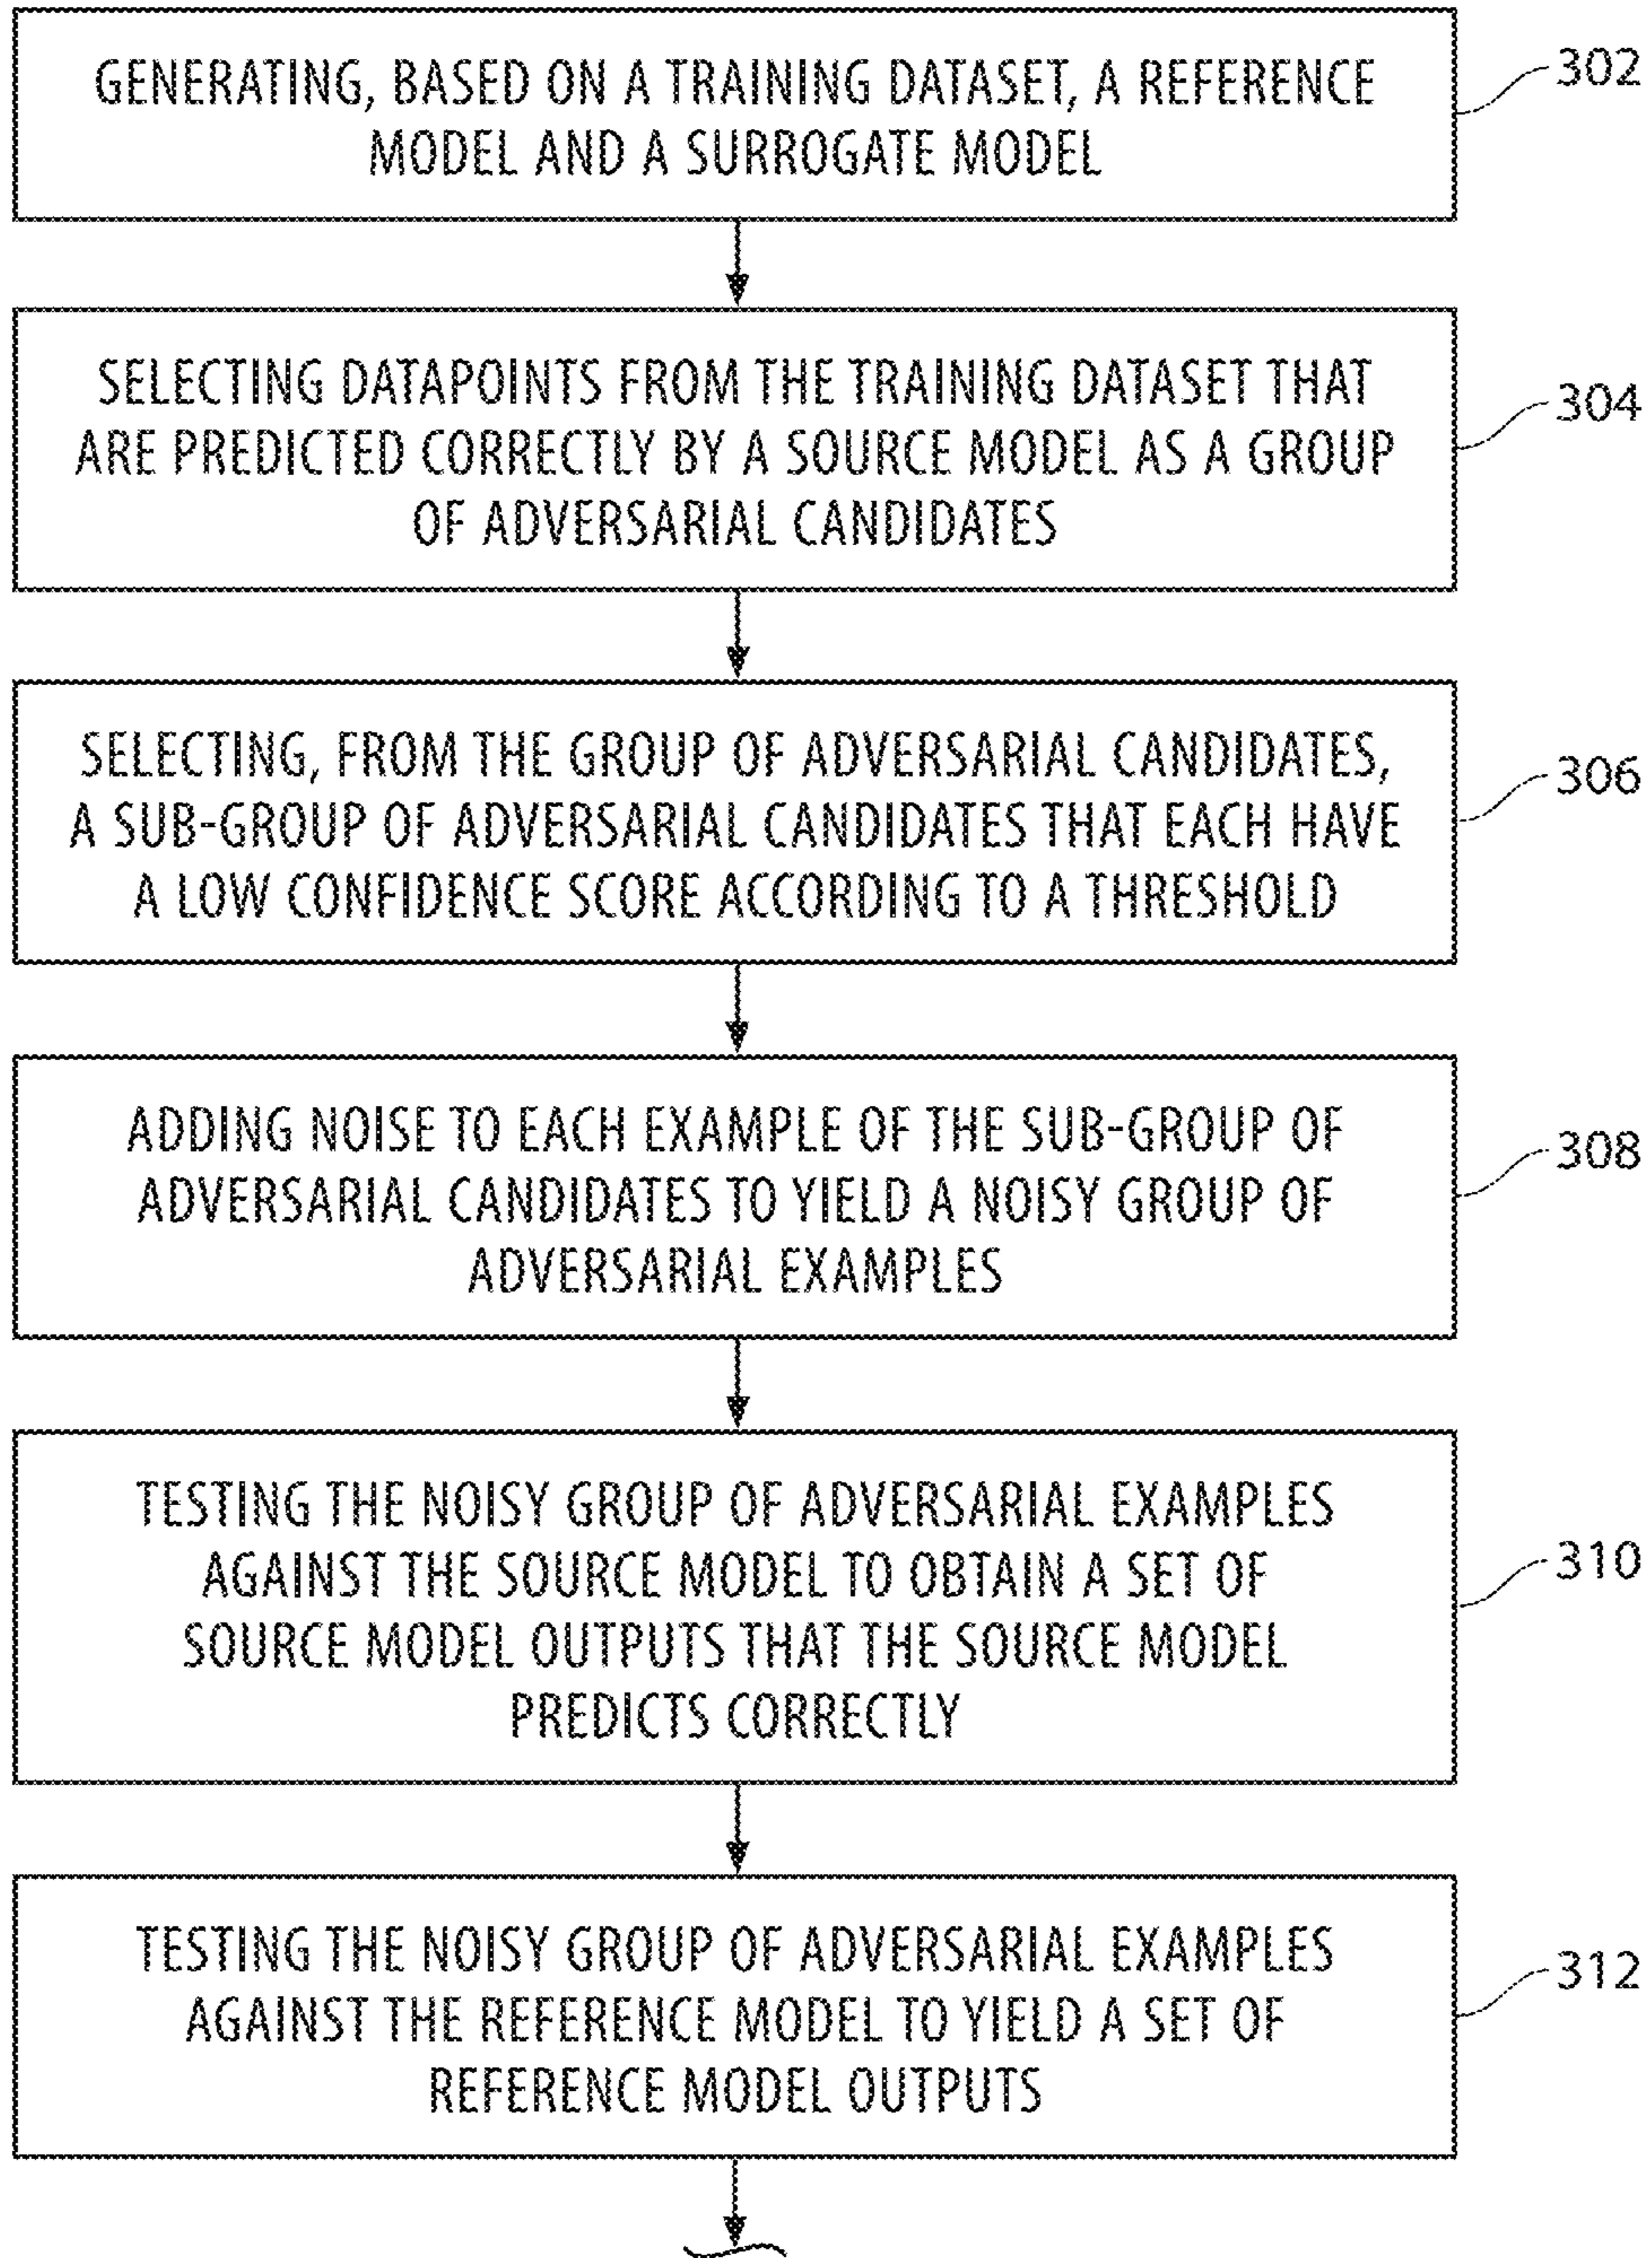 GENERATING, BASED ON A TRAINING DATASET, A REFERENCE
MODEL AND A SURROGATE MODEL
302
SELECTING DATAPOINTS FROM THE TRAINING DATASET THAT
ARE PREDICTED CORRECTLY BY A SOURCE MODEL AS A GROUP
OF ADVERSARIAL CANDIDATES
304
SELECTING, FROM THE GROUP OF ADVERSARIAL CANDIDATES,
A SUB-GROUP OF ADVERSARIAL CANDIDATES THAT EACH HAVE
A LOW CONFIDENCE SCORE ACCORDING TO A THRESHOLD
306
ADDING NOISE TO EACH EXAMPLE OF THE SUB-GROUP OF
ADVERSARIAL CANDIDATES TO YIELD A NOISY GROUP OF
ADVERSARIAL EXAMPLES
308
TESTING THE NOISY GROUP OF ADVERSARIAL EXAMPLES
AGAINST THE SOURCE MODEL TO OBTAIN A SET OF
SOURCE MODEL OUTPUTS THAT THE SOURCE MODEL
PREDICTS CORRECTLY
310
TESTING THE NOISY GROUP OF ADVERSARIAL EXAMPLES
AGAINST THE REFERENCE MODEL TO YIELD A SET OF
REFERENCE MODEL OUTPUTS
312